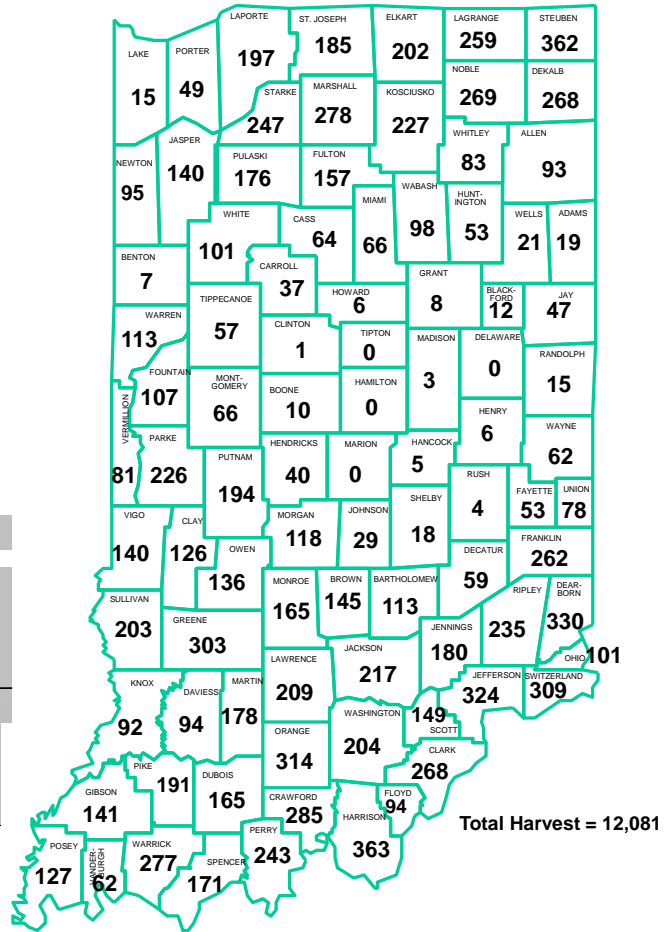 LAPORTE
197
ST. JOSEPH
185
ELKART
202
LAGRANGE
259
STEUBEN
362
LAKE
15
PORTER
49
STARKE
247
MARSHALL
278
KOSCIUSKO
227
NOBLE
269
DEKALB
268
NEWTON
95
JASPER
140
PULASKI
176
FULTON
157
WHITLEY
83
ALLEN
93
WHITE
101
CASS
64
MIAMI
66
WABASH
98
HUNT-
INGTON
53
WELLS
21
ADAMS
19
BENTON
7
CARROLL
37
HOWARD
6
GRANT
8
BLACK-
FORD
12
JAY
47
WARREN
113
TIPPECANOE
57
CLINTON
1
TIPTON
0
MADISON
3
DELAWARE
0
RANDOLPH
15
FOUNTAIN
107
MONT-
GOMERY
66
BOONE
10
HAMILTON
0
HENRY
6
WAYNE
62
VERMILLION
81
PARKE
226
PUTNAM
194
HENDRICKS
40
MARION
0
HANCOCK
5
RUSH
4
FAYETTE
53
UNION
78
VIGO
140
CLAY
126
OWEN
136
MORGAN
118
JOHNSON
29
SHELBY
18
DECATUR
59
FRANKLIN
262
SULLIVAN
203
GREENE
303
MONROE
165
BROWN
145
BARTHOLOMEW
113
JENNINGS
180
RIPLEY
235
DEAR-
BORN
330
OHIO
101
KNOX
92
DAVIESS
94
MARTIN
178
LAWRENCE
209
JACKSON
217
JEFFERSON
324
SWITZERLAND
309
ORANGE
314
WASHINGTON
204
149
SCOTT
CLARK
268
GIBSON
141
PIKE
191
DUBOIS
165
CRAWFORD
285
HARRISON
363
FLOYD
94
Total Harvest = 12,081
POSEY
127
VANDER-
BURGH
62
WARRICK
277
SPENCER
171
PERRY
243